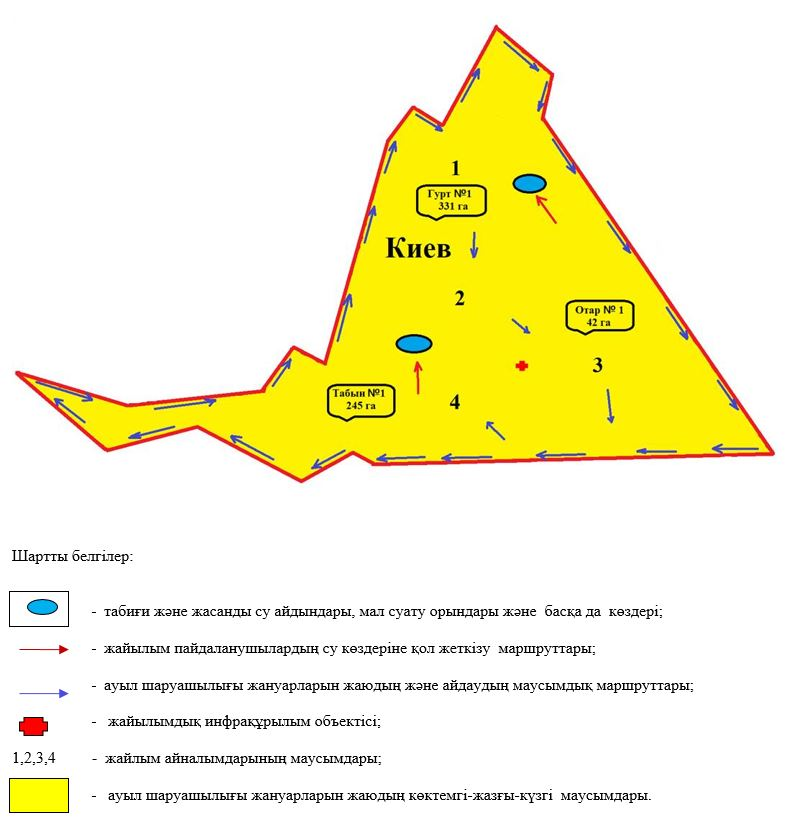 1
Гурт №1
331 га
Киев
2
Отар № 1
42 га
3
Табын №1
245 га
4
Шартты белгілер:
- табиғи және жасанды су айдындары, мал суату орындары және басқа да көздері;
- жайылым пайдаланушылардың су көздеріне қол жеткізу маршруттары;
- ауыл шаруашылығы жануарларын жаюдың және айдаудың маусымдық маршруттары;
- жайылымдық инфрақұрылым объектісі;
1,2,3,4 - жайлым айналымдарының маусымдары;
- ауыл шаруашылығы жануарларын жаюдың көктемгі-жазғы-күзгі маусымдары.